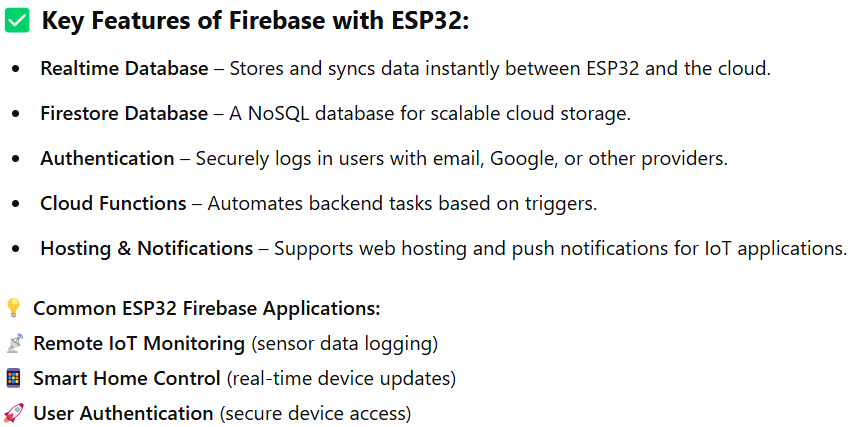 ✅ Key Features of Firebase with ESP32:
• Realtime Database – Stores and syncs data instantly between ESP32 and the cloud.
• Firestore Database – A NoSQL database for scalable cloud storage.
• Authentication – Securely logs in users with email, Google, or other providers.
• Cloud Functions – Automates backend tasks based on triggers.
• Hosting & Notifications – Supports web hosting and push notifications for IoT applications.
💡 Common ESP32 Firebase Applications:
📡 Remote IoT Monitoring (sensor data logging)
📱 Smart Home Control (real-time device updates)
🚀 User Authentication (secure device access)